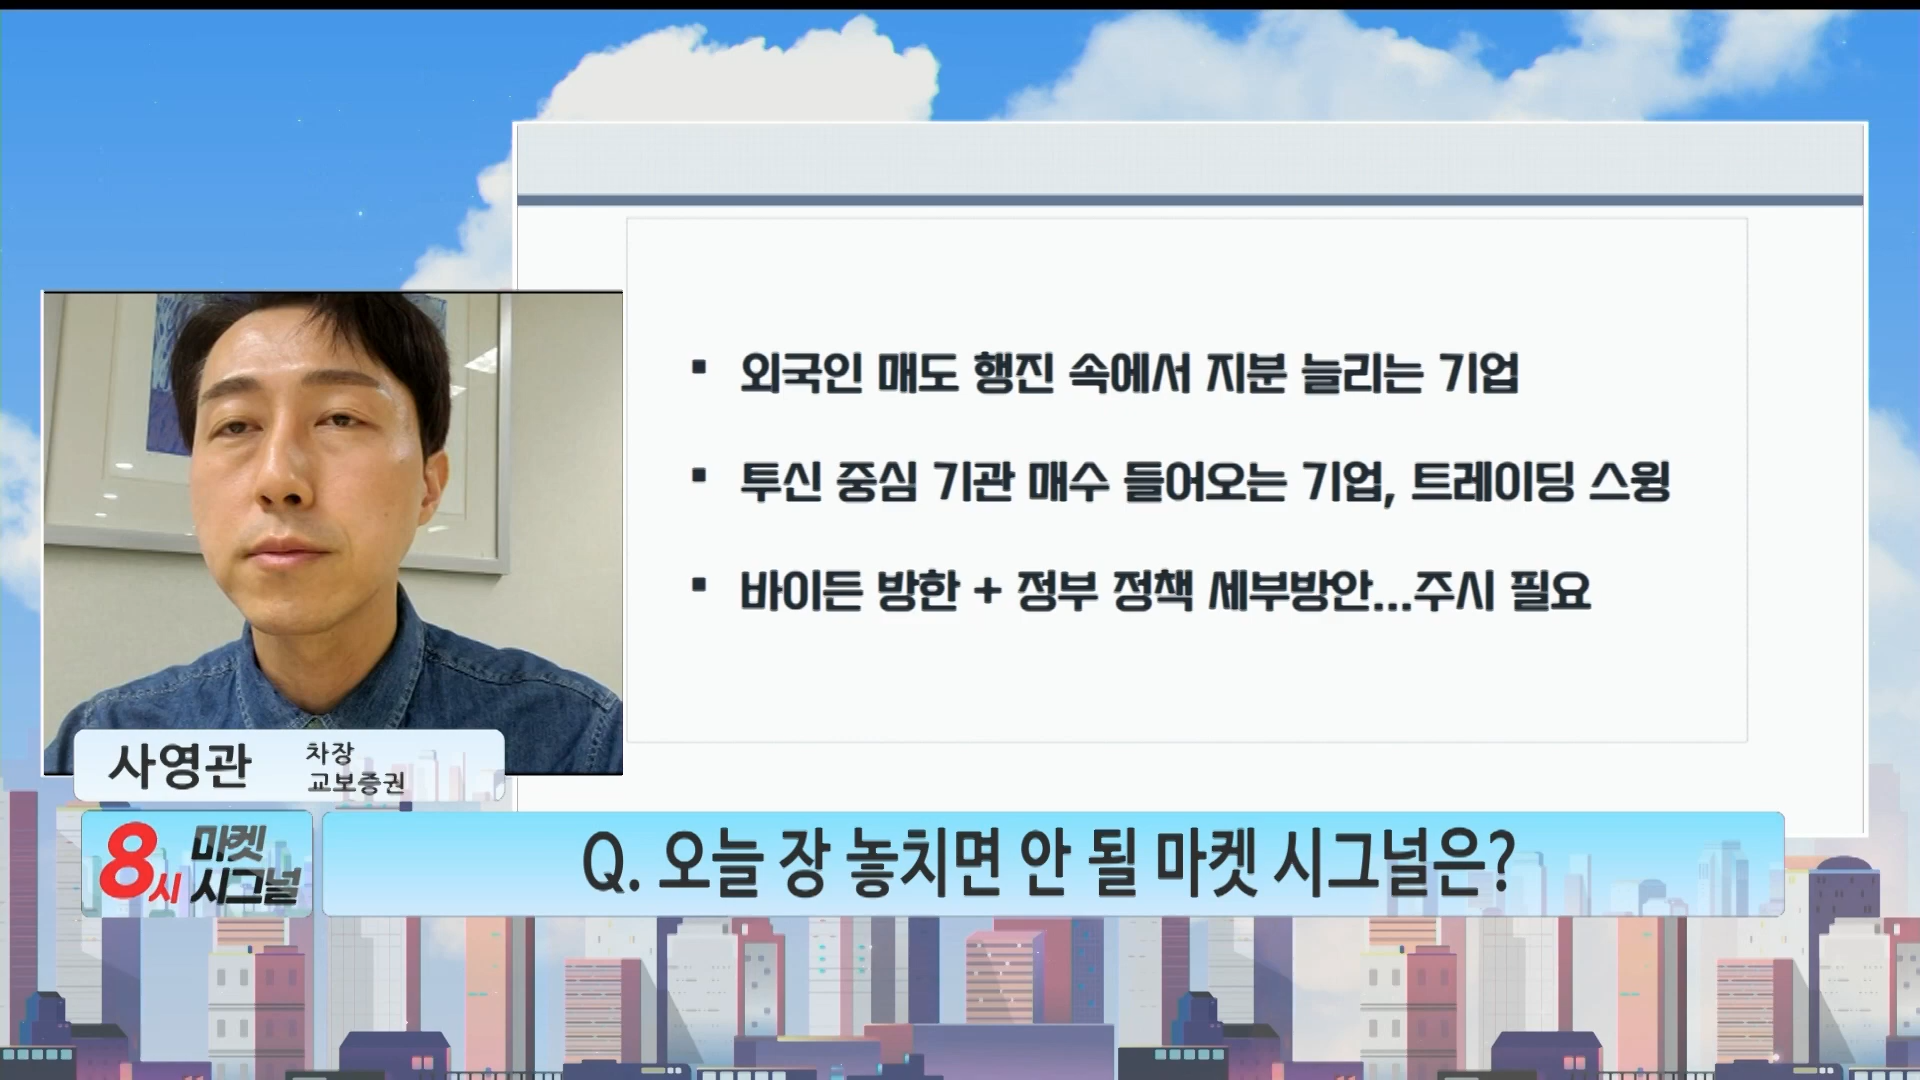 ▪ 외국인 매도 행진 속에서 지분 늘리는 기업
▪ 투신 중심 기관 매수 들어오는 기업, 트레이딩 스윙
▪ 바이든 방한 + 정부 정책 세부방안...주시 필요
사영관
차장
교보증권
8시
마켓
시그널
Q. 오늘 장 놓치면 안 될 마켓 시그널은?